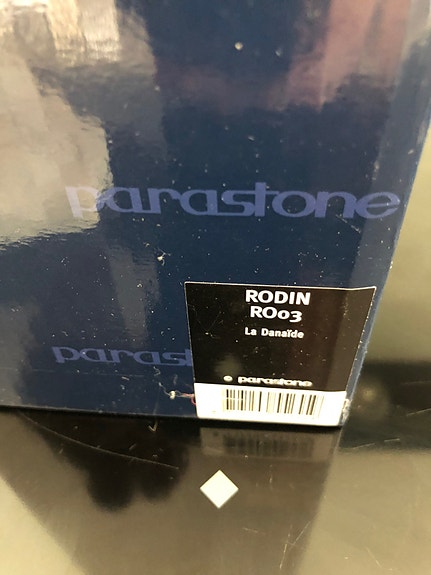 parastone
RODIN
RO03
La Danaïde
parast
© parastone